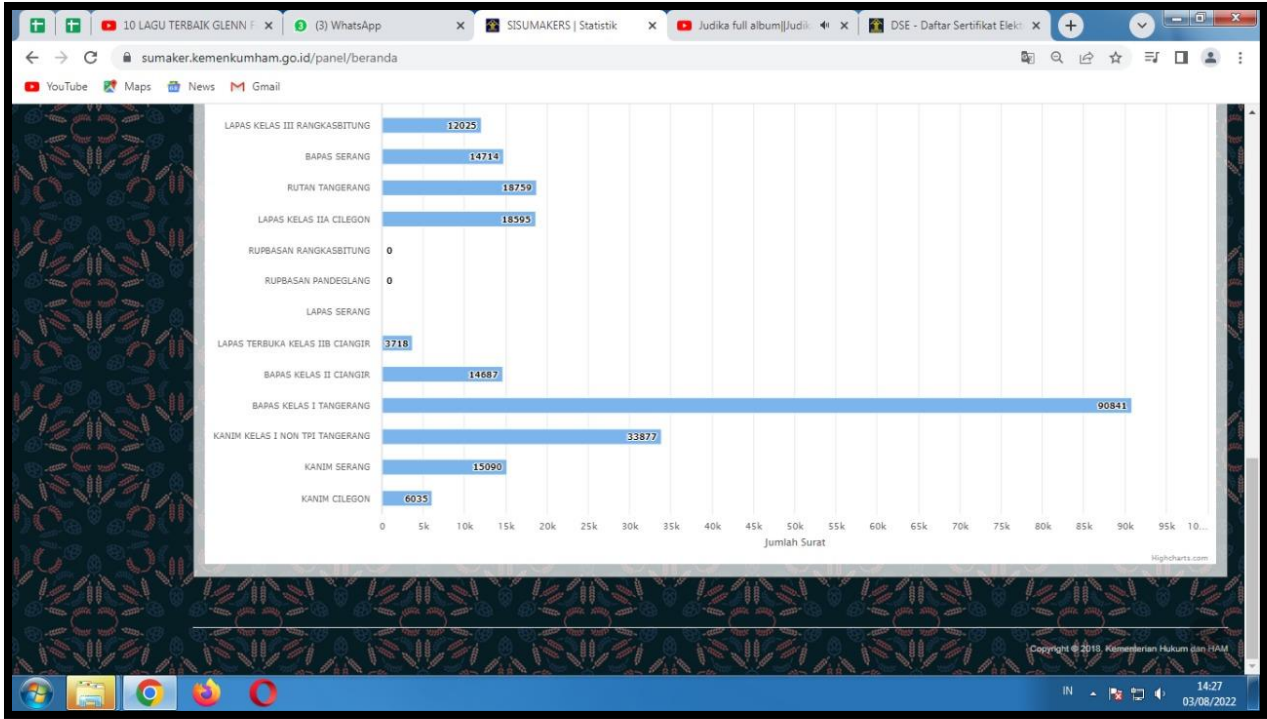 10 LAGU TERBAIK GLENN F
(3) WhatsApp
SISUMAKERS | Statistik
Judika full album||Judik
DSE - Daftar Sertifikat Elekt
sumaker.kemenkumham.go.id/panel/beranda
YouTube Maps News Gmail
LAPAS KELAS III RANGKASBITUNG 12025
BAPAS SERANG 14714
RUTAN TANGERANG 18759
LAPAS KELAS IIA CILEGON 18595
RUPBASAN RANGKASBITUNG 0
RUPBASAN PANDEGLANG 0
LAPAS SERANG
LAPAS TERBUKA KELAS IIB CIANGIR 3718
BAPAS KELAS II CIANGIR 14687
BAPAS KELAS I TANGERANG 90841
KANIM KELAS I NON TPI TANGERANG 33877
KANIM SERANG 15090
KANIM CILEGON 6035
0 5k 10k 15k 20k 25k 30k 35k 40k 45k 50k 55k 60k 65k 70k 75k 80k 85k 90k 95k 10...
Jumlah Surat
Highcharts.com
Copyright © 2018, Kementerian Hukum dan HAM
IN 14:27
03/08/2022